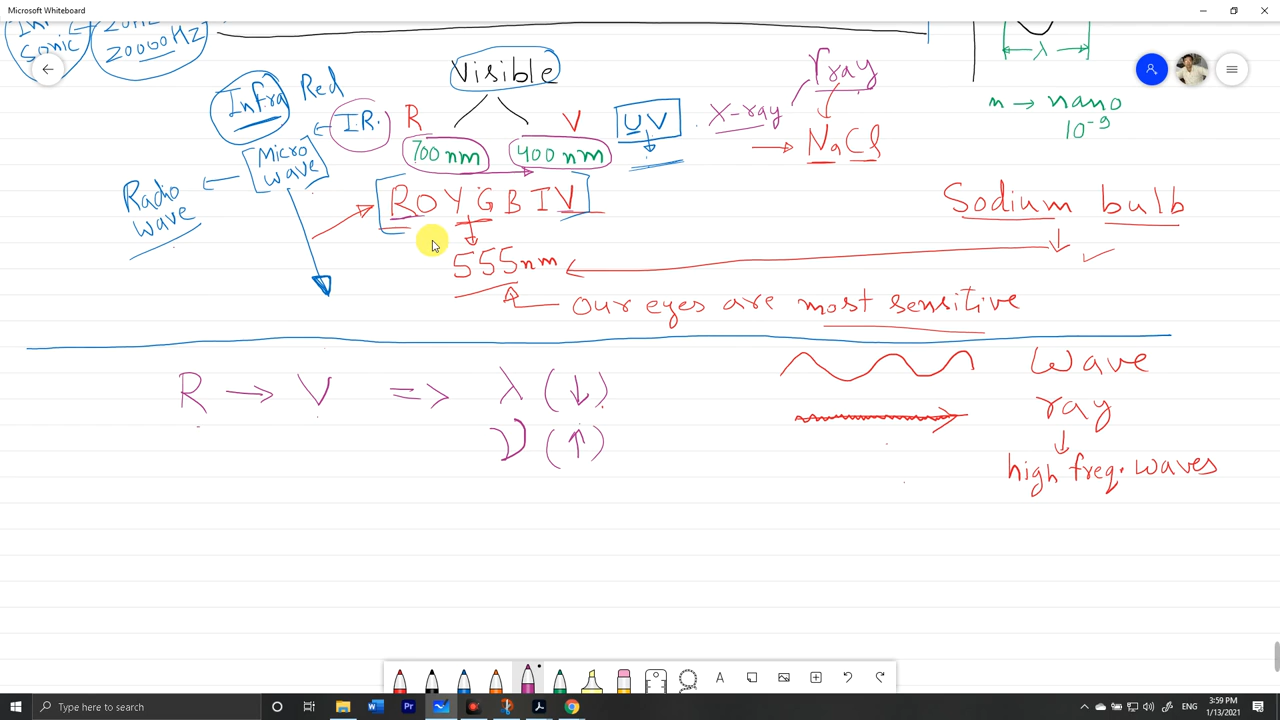 Microsoft Whiteboard
Sonic
20000HZ
λ
Visible
γray
Infra Red
n → nano
10-9
I.R.
R
V
UV
X-ray
NaCl
Micro
wave
700 nm
400 nm
Radio
wave
R O Y G B I V
Sodium bulb
555nm
our eyes are most sensitive
R → V => λ (↓)
ν (↑)
Wave
ray
high freq. waves
A
Type here to search
ENG
3:59 PM
1/13/2021